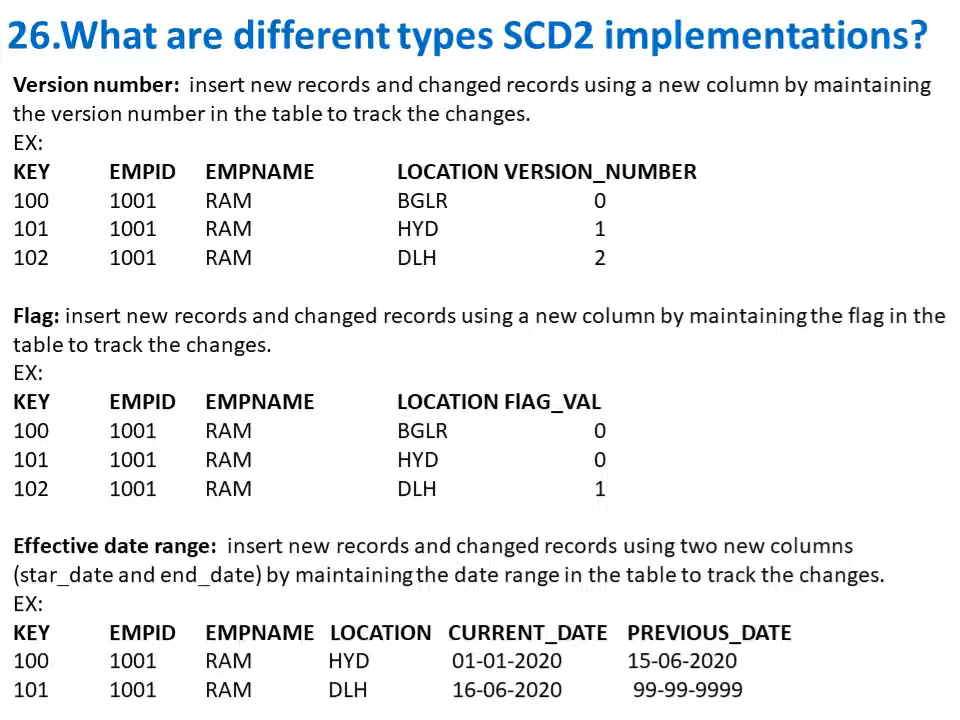 26.What are different types SCD2 implementations?
Version number: insert new records and changed records using a new column by maintaining
the version number in the table to track the changes.
EX:
KEY EMPID EMPNAME LOCATION VERSION_NUMBER
100 1001 RAM BGLR 0
101 1001 RAM HYD 1
102 1001 RAM DLH 2
Flag: insert new records and changed records using a new column by maintaining the flag in the
table to track the changes.
EX:
KEY EMPID EMPNAME LOCATION FlAG_VAL
100 1001 RAM BGLR 0
101 1001 RAM HYD 0
102 1001 RAM DLH 1
Effective date range: insert new records and changed records using two new columns
(star_date and end_date) by maintaining the date range in the table to track the changes.
EX:
KEY EMPID EMPNAME LOCATION CURRENT_DATE PREVIOUS_DATE
100 1001 RAM HYD 01-01-2020 15-06-2020
101 1001 RAM DLH 16-06-2020 99-99-9999